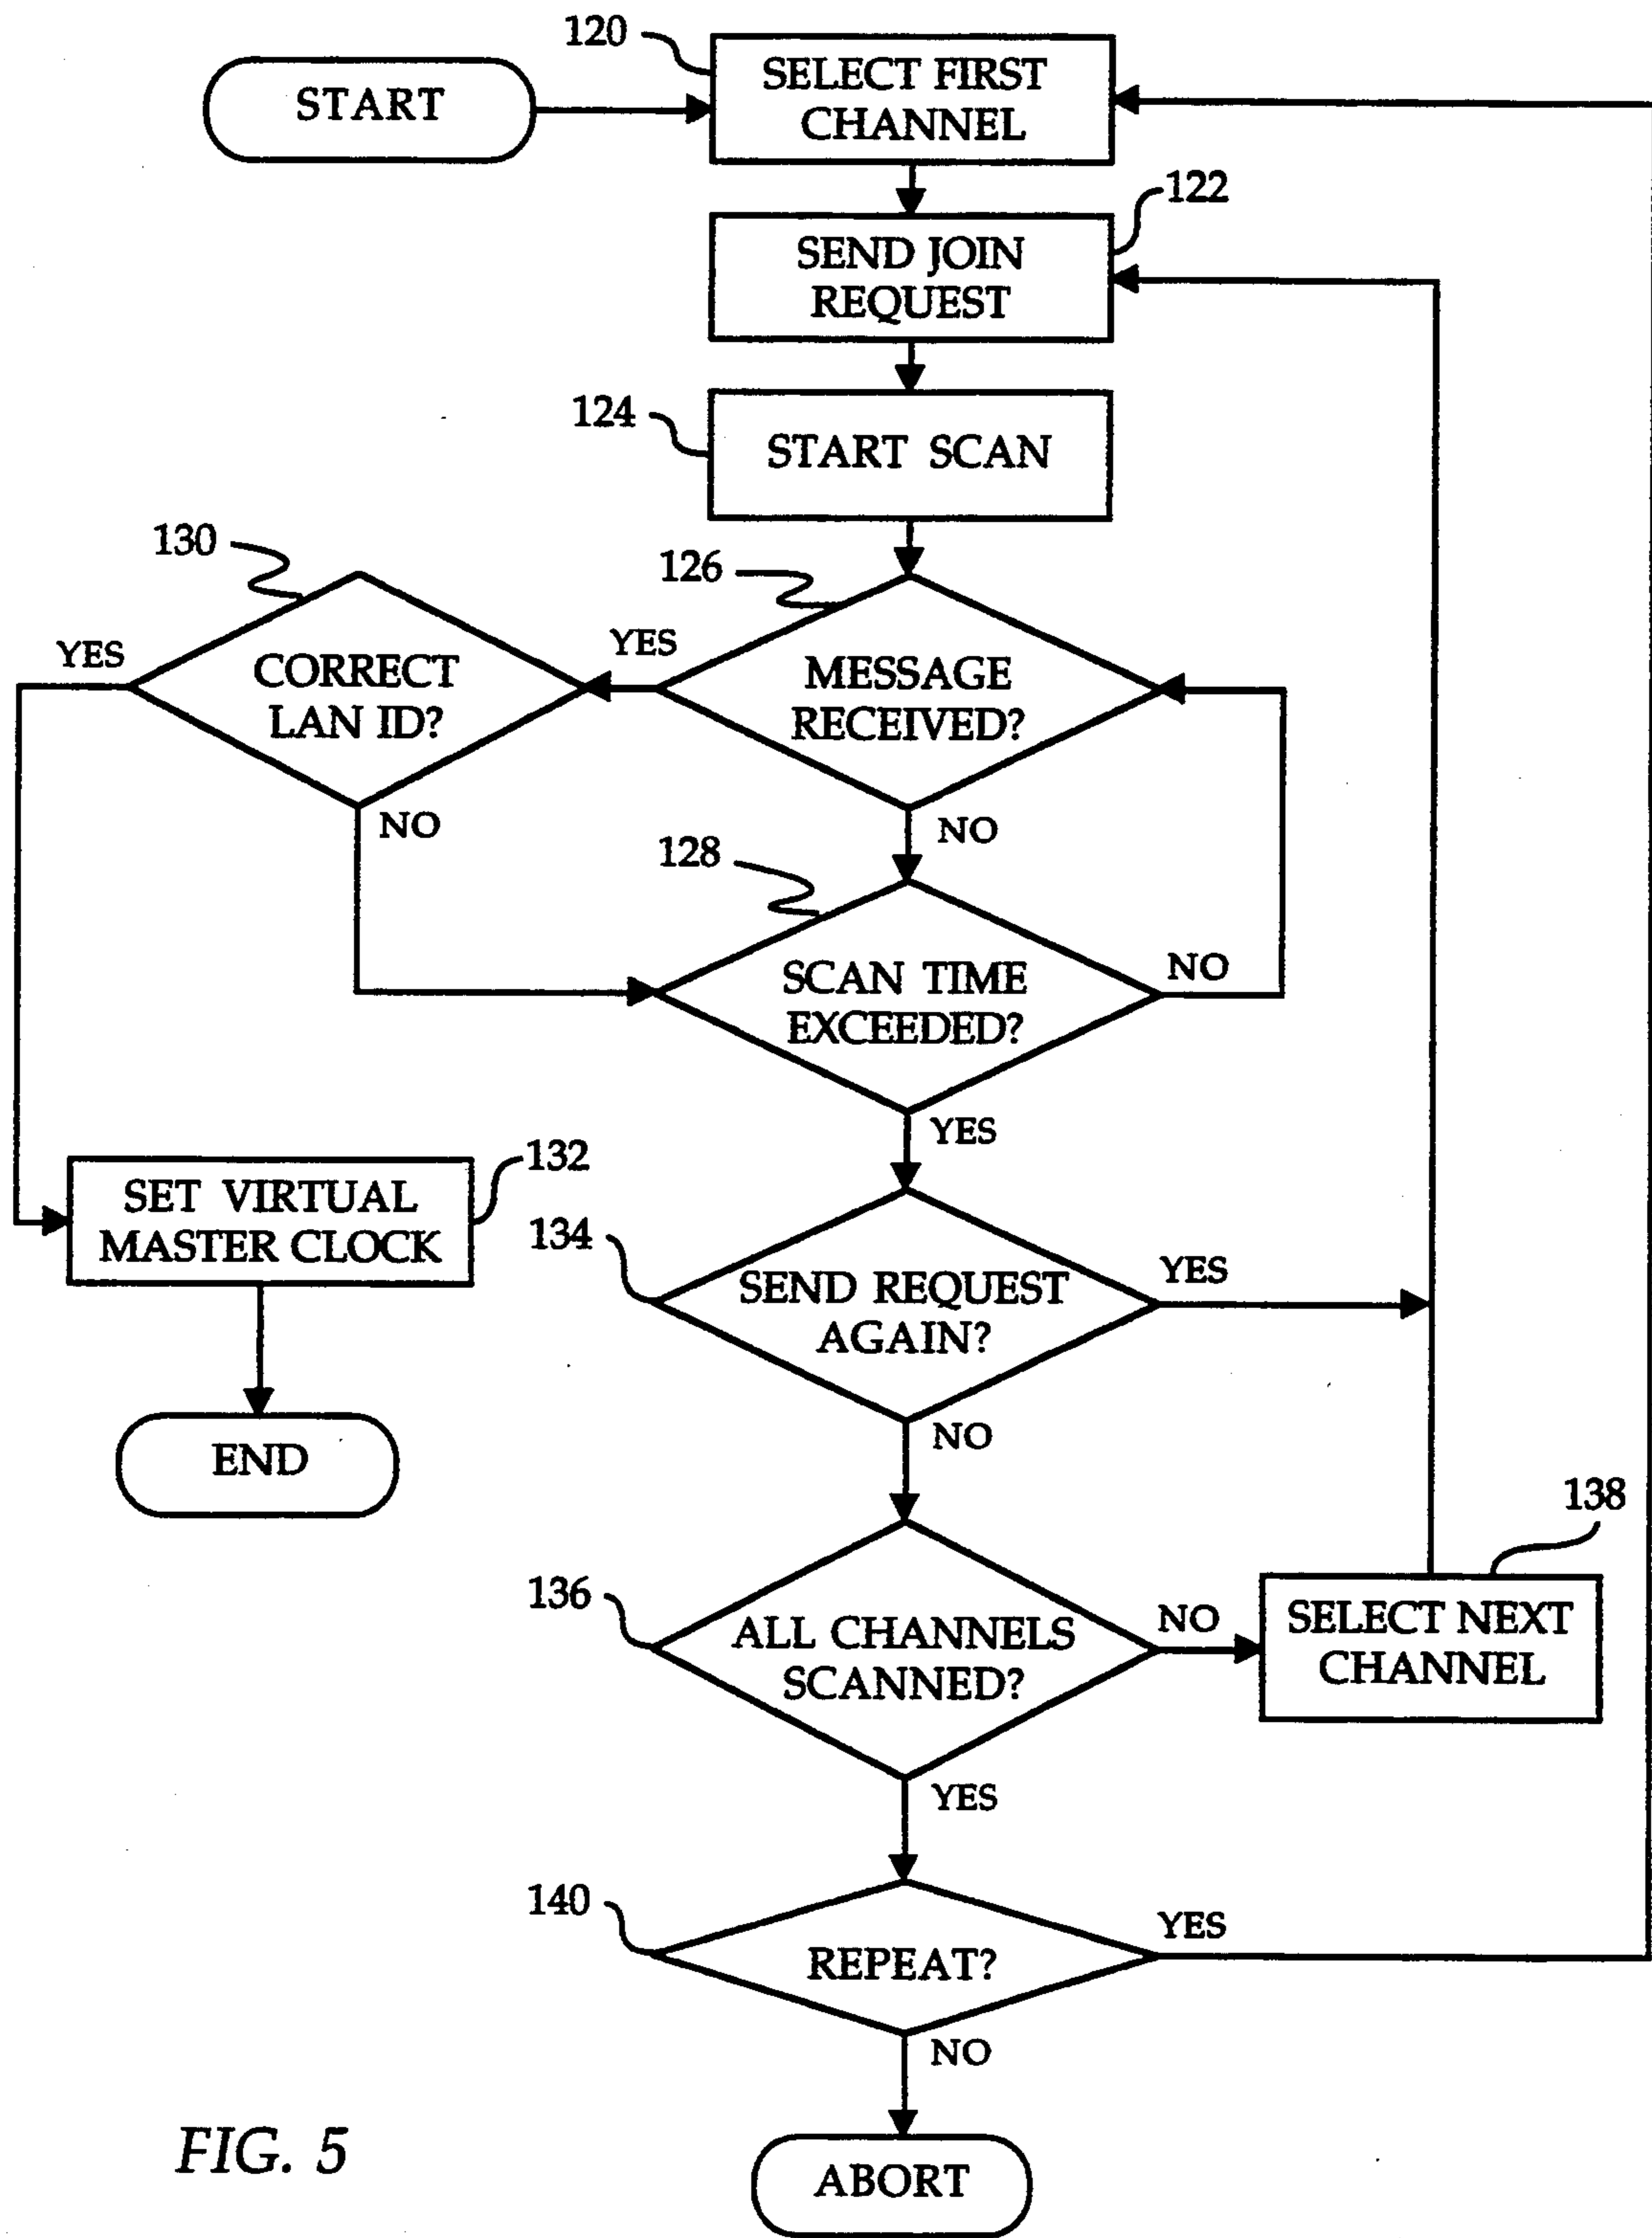 120
START
SELECT FIRST
CHANNEL
122
SEND JOIN
REQUEST
124
START SCAN
130
126
YES
CORRECT
LAN ID?
YES
MESSAGE
RECEIVED?
NO
NO
128
SCAN TIME
EXCEEDED?
NO
YES
132
SET VIRTUAL
MASTER CLOCK
134
SEND REQUEST
AGAIN?
YES
NO
END
138
136
ALL CHANNELS
SCANNED?
NO
SELECT NEXT
CHANNEL
YES
140
REPEAT?
YES
NO
FIG. 5
ABORT